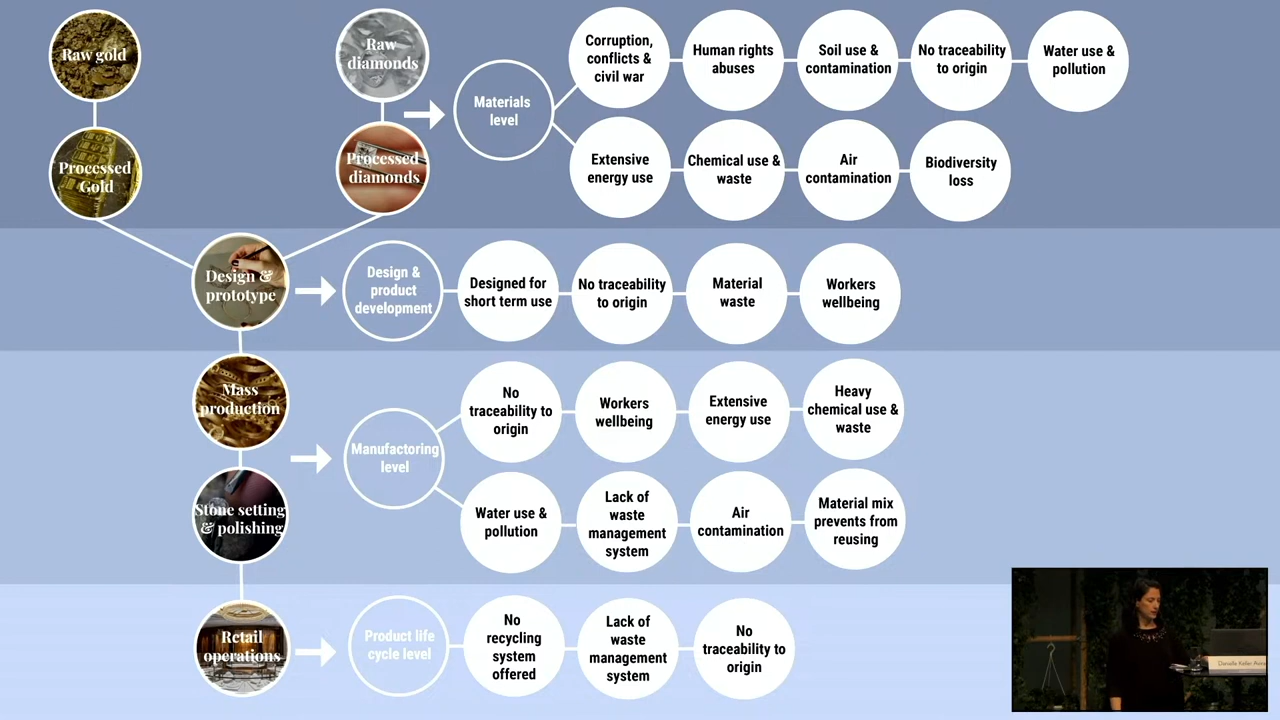 Raw gold
Raw
diamonds
Processed
Gold
Processed
diamonds
Materials
level
Corruption,
conflicts &
civil war
Human rights
abuses
Soil use &
contamination
No traceability
to origin
Water use &
pollution
Extensive
energy use
Chemical use &
waste
Air
contamination
Biodiversity
loss
Design &
prototype
Design &
product
development
Designed for
short term use
No traceability
to origin
Material
waste
Workers
wellbeing
Mass
production
Stone setting
& polishing
Manufactoring
level
No
traceability to
origin
Workers
wellbeing
Extensive
energy use
Heavy
chemical use &
waste
Water use &
pollution
Lack of
waste
management
system
Air
contamination
Material mix
prevents from
reusing
Retail
operations
Product life
cycle level
No
recycling
system
offered
Lack of
waste
management
system
No
traceability to
origin
Danielle Keller